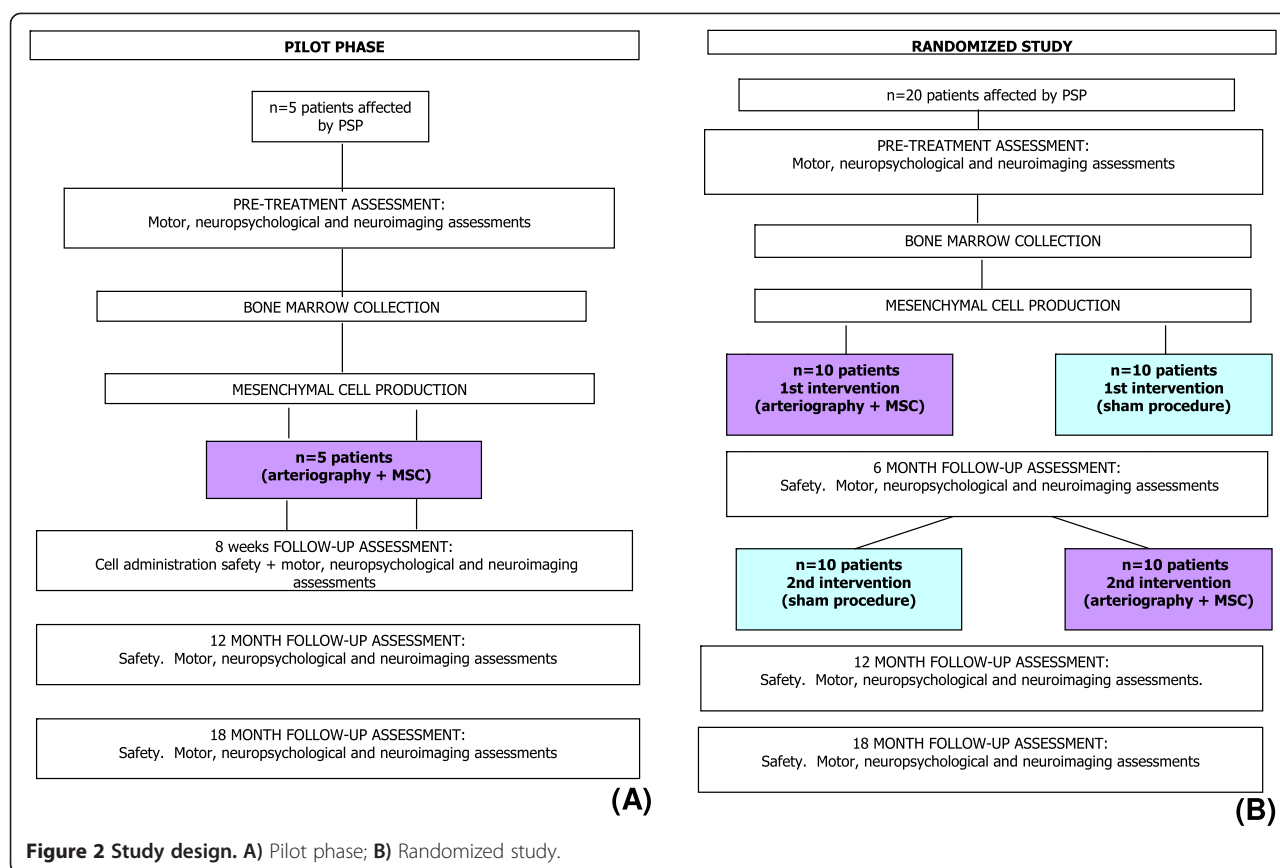 PILOT PHASE
n=5 patients affected
by PSP
PRE-TREATMENT ASSESSMENT:
Motor, neuropsychological and neuroimaging assessments
BONE MARROW COLLECTION
MESENCHYMAL CELL PRODUCTION
n=5 patients
(arteriography + MSC)
8 weeks FOLLOW-UP ASSESSMENT:
Cell administration safety + motor, neuropsychological and neuroimaging
assessments
12 MONTH FOLLOW-UP ASSESSMENT:
Safety. Motor, neuropsychological and neuroimaging assessments
18 MONTH FOLLOW-UP ASSESSMENT:
Safety. Motor, neuropsychological and neuroimaging assessments
(A)
RANDOMIZED STUDY
n=20 patients affected by PSP
PRE-TREATMENT ASSESSMENT:
Motor, neuropsychological and neuroimaging assessments
BONE MARROW COLLECTION
MESENCHYMAL CELL PRODUCTION
n=10 patients
1st intervention
(arteriography + MSC)
n=10 patients
1st intervention
(sham procedure)
6 MONTH FOLLOW-UP ASSESSMENT:
Safety. Motor, neuropsychological and neuroimaging assessments
n=10 patients
2nd intervention
(sham procedure)
n=10 patients
2nd intervention
(arteriography + MSC)
12 MONTH FOLLOW-UP ASSESSMENT:
Safety. Motor, neuropsychological and neuroimaging assessments.
18 MONTH FOLLOW-UP ASSESSMENT:
Safety. Motor, neuropsychological and neuroimaging assessments
(B)
Figure 2 Study design. A) Pilot phase; B) Randomized study.